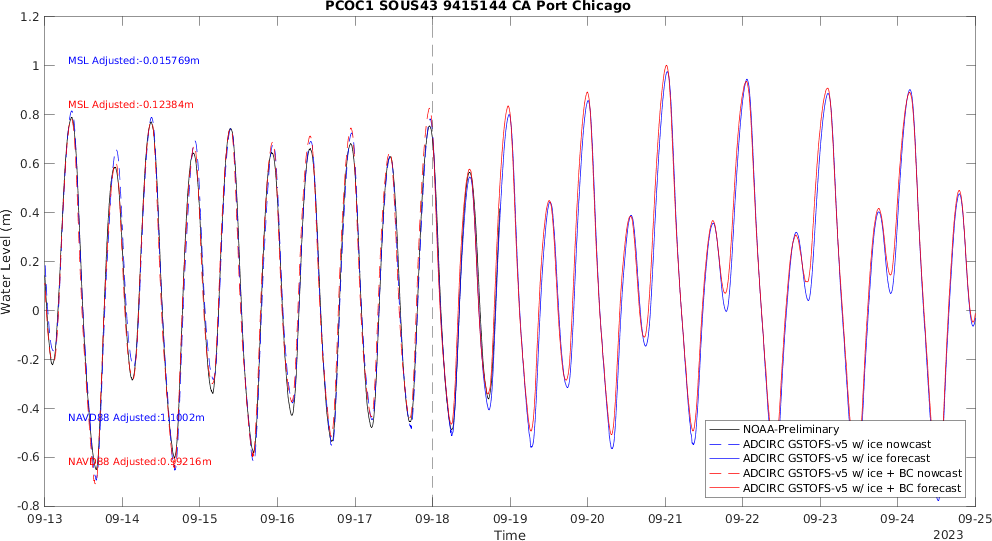 PCOC1 SOUS43 9415144 CA Port Chicago
1.2
1
0.8
0.6
0.4
0.2
0
-0.2
-0.4
-0.6
-0.8
Water Level (m)
MSL Adjusted:-0.015769m
MSL Adjusted:-0.12384m
NAVD88 Adjusted:1.1002m
NAVD88 Adjusted:0.99216m
NOAA-Preliminary
ADCIRC GSTOFS-v5 w/ ice nowcast
ADCIRC GSTOFS-v5 w/ ice forecast
ADCIRC GSTOFS-v5 w/ ice + BC nowcast
ADCIRC GSTOFS-v5 w/ ice + BC forecast
09-13 09-14 09-15 09-16 09-17 09-18 09-19 09-20 09-21 09-22 09-23 09-24 09-25
Time
2023